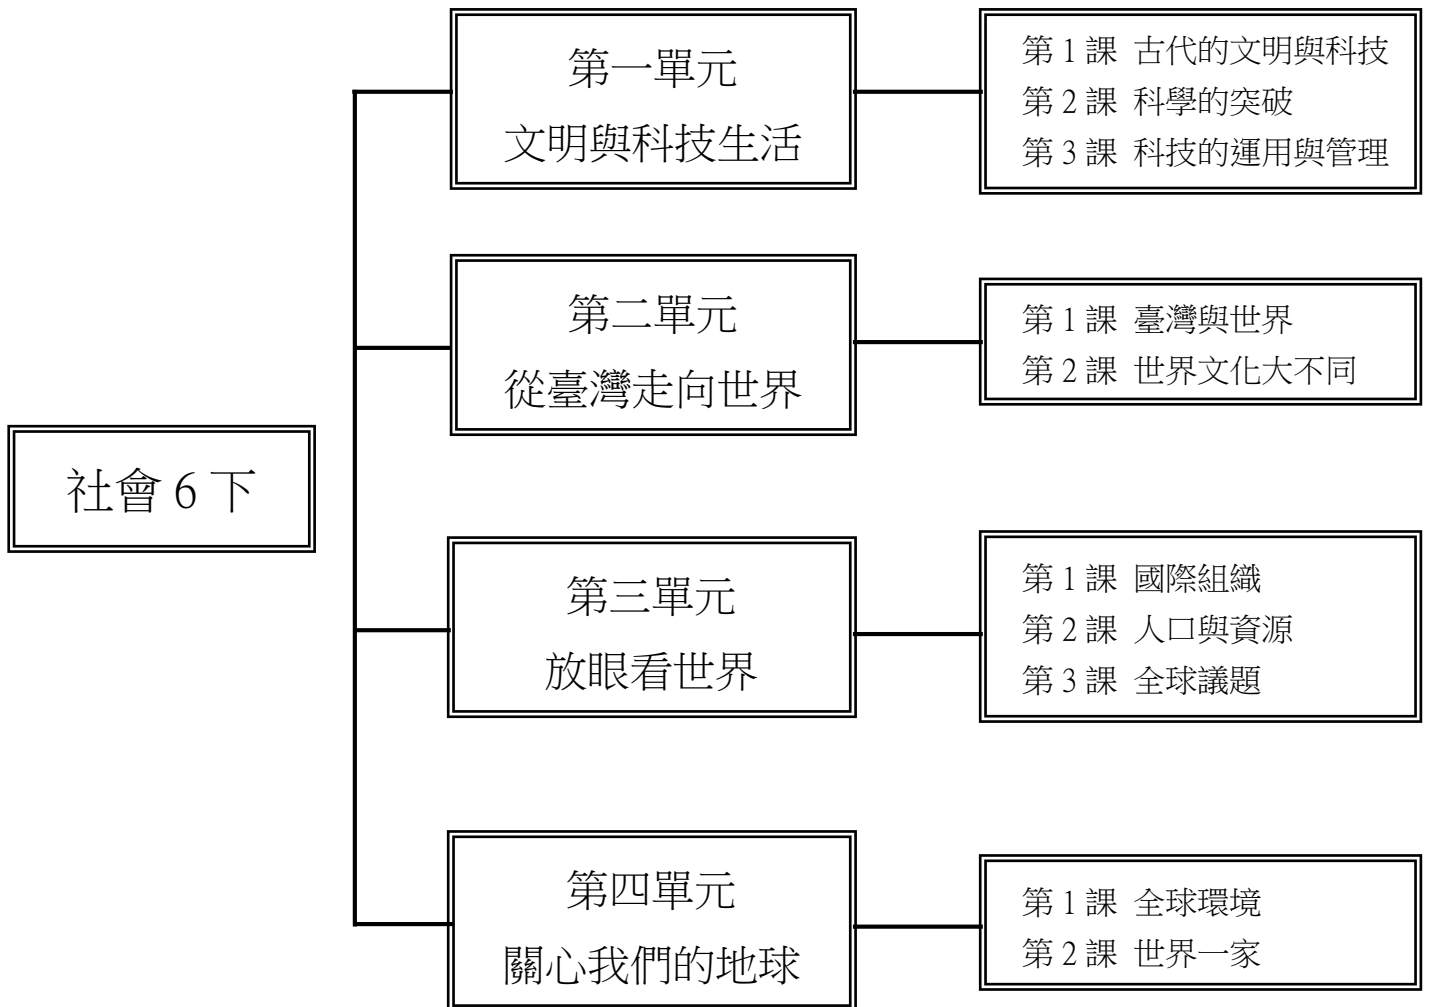 社會 6 下
第一單元
文明與科技生活
第 1 課 古代的文明與科技
第 2 課 科學的突破
第 3 課 科技的運用與管理
第二單元
從臺灣走向世界
第 1 課 臺灣與世界
第 2 課 世界文化大不同
第三單元
放眼看世界
第 1 課 國際組織
第 2 課 人口與資源
第 3 課 全球議題
第四單元
關心我們的地球
第 1 課 全球環境
第 2 課 世界一家